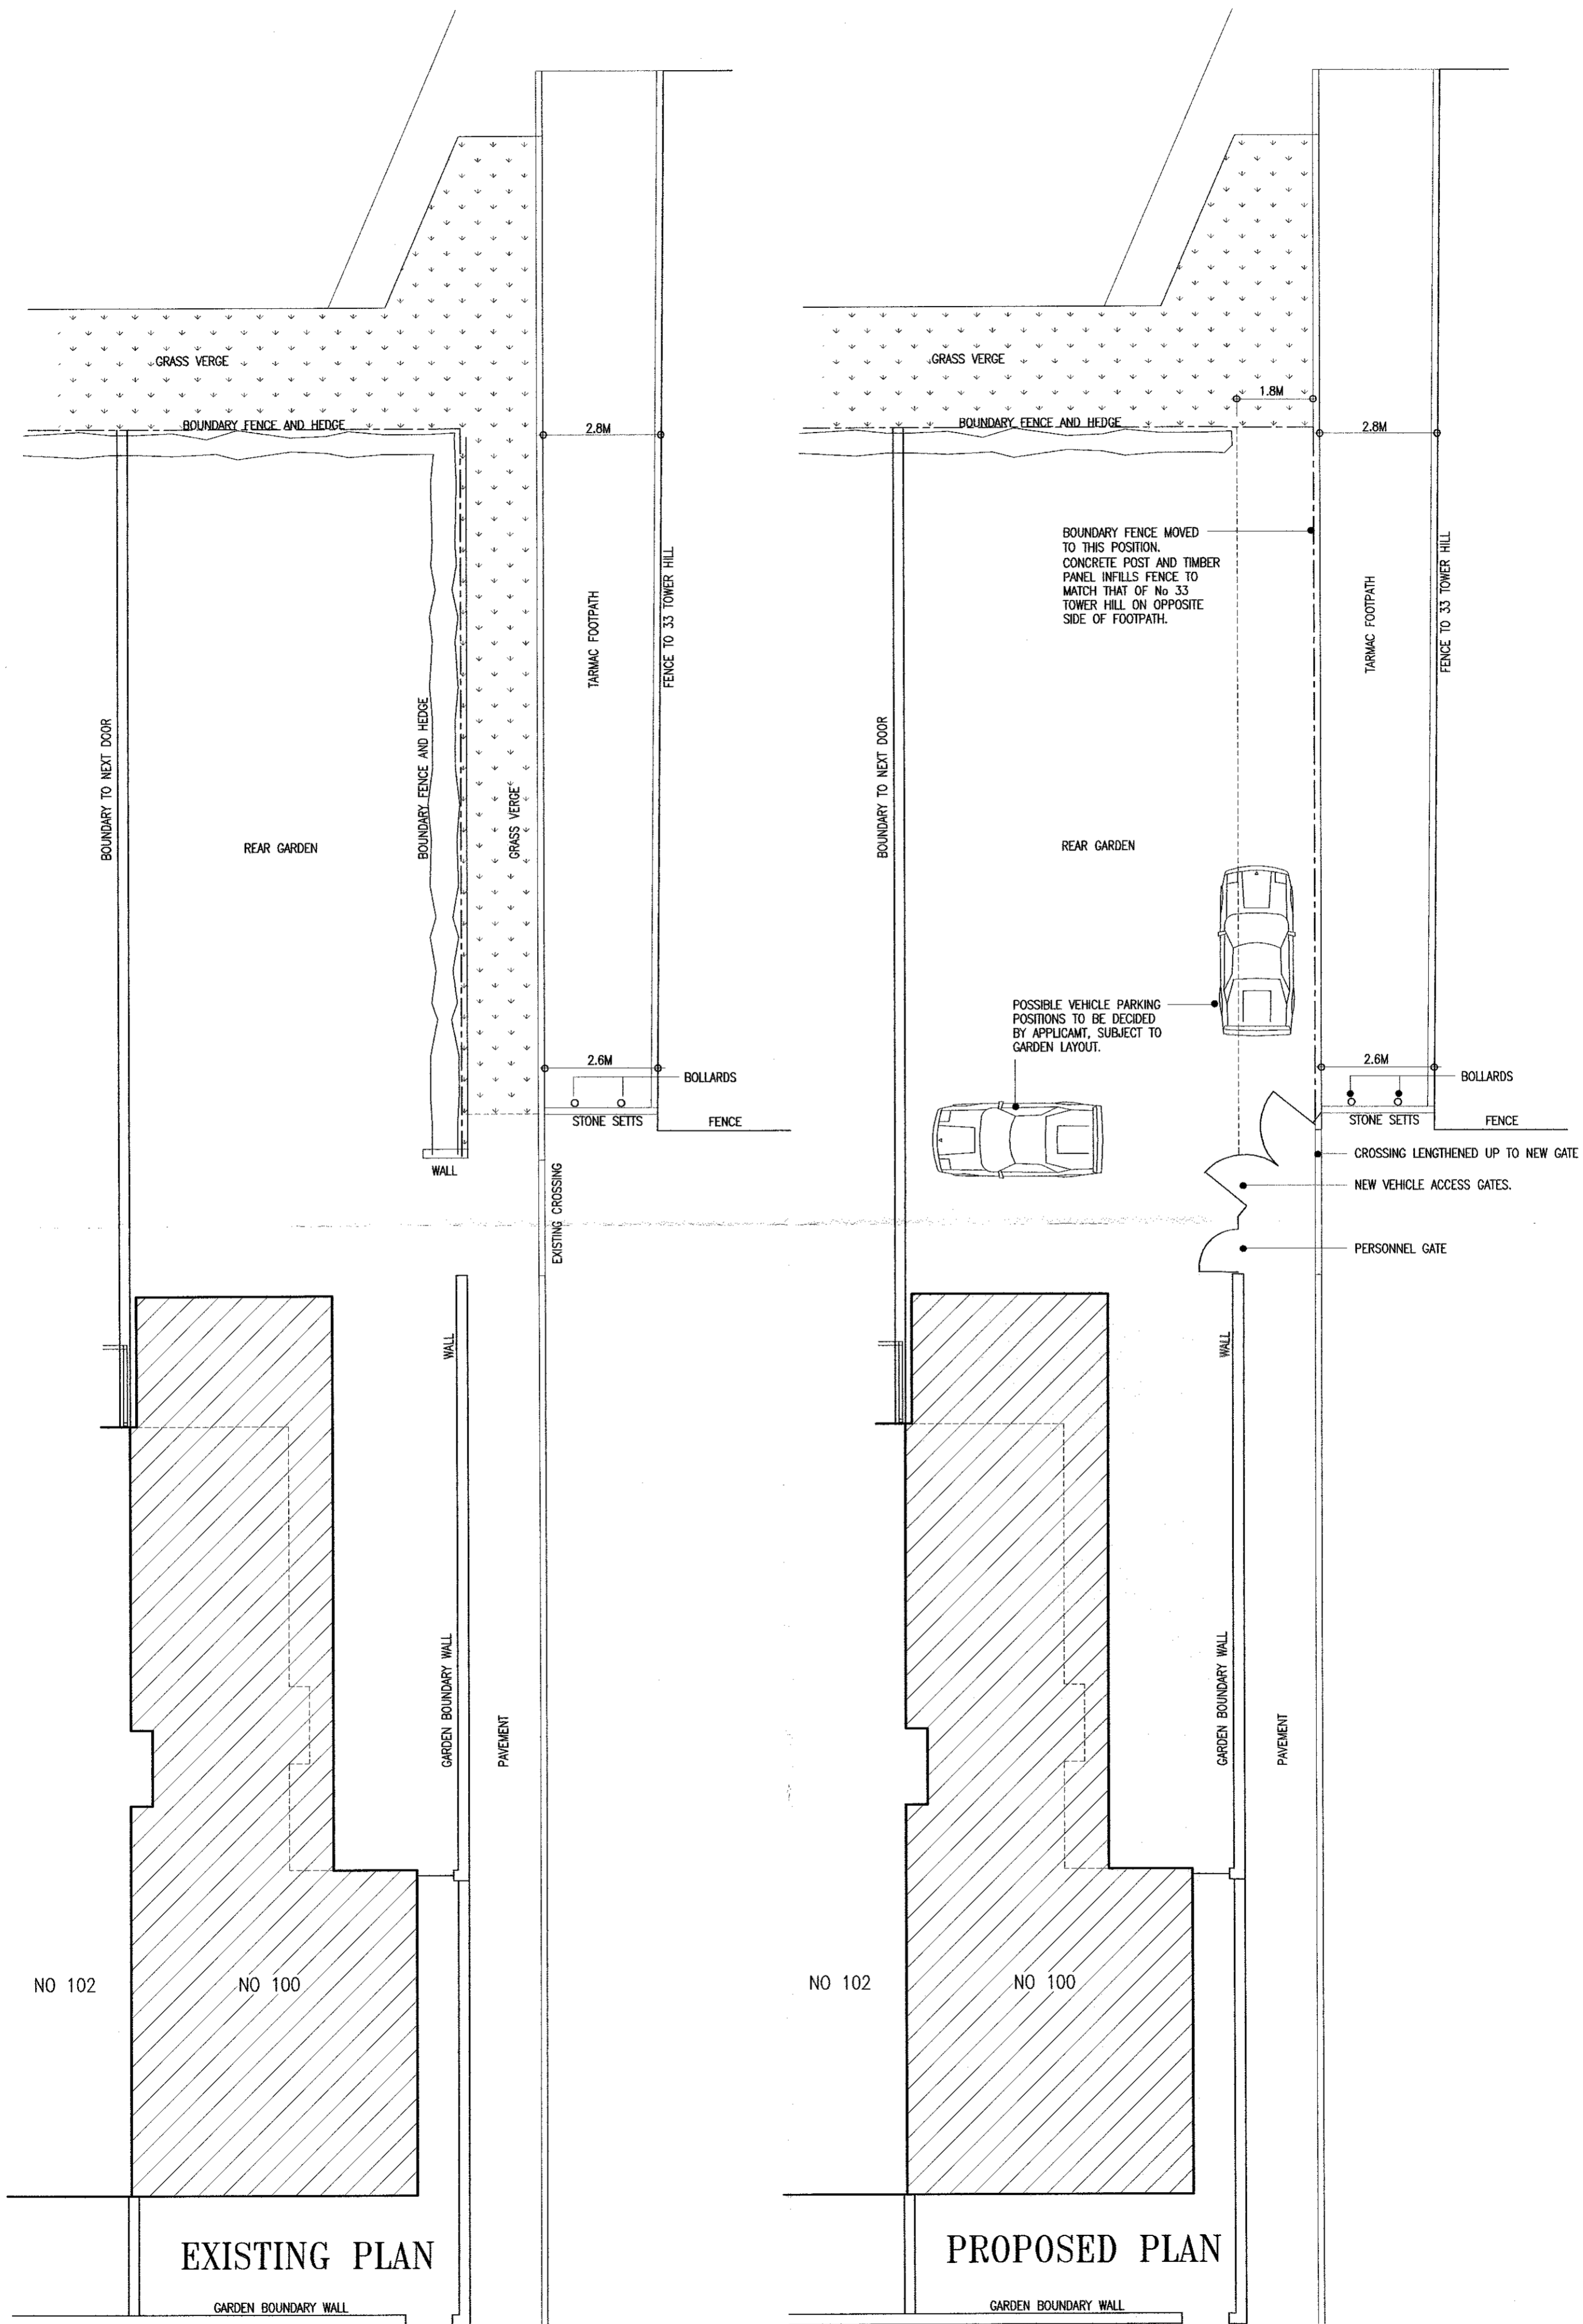 GRASS VERGE
BOUNDARY FENCE AND HEDGE
2.8M
BOUNDARY TO NEXT DOOR
REAR GARDEN
BOUNDARY FENCE AND HEDGE
GRASS VERGE
TARMAC FOOTPATH
FENCE TO 33 TOWER HILL
2.6M
BOLLARDS
STONE SETTS
FENCE
WALL
EXISTING CROSSING
WALL
GARDEN BOUNDARY WALL
PAVEMENT
NO 102
NO 100
EXISTING PLAN
GARDEN BOUNDARY WALL
GRASS VERGE
1.8M
BOUNDARY FENCE AND HEDGE
2.8M
BOUNDARY FENCE MOVED
TO THIS POSITION.
CONCRETE POST AND TIMBER
PANEL INFILLS FENCE TO
MATCH THAT OF No 33
TOWER HILL ON OPPOSITE
SIDE OF FOOTPATH.
TARMAC FOOTPATH
FENCE TO 33 TOWER HILL
BOUNDARY TO NEXT DOOR
REAR GARDEN
POSSIBLE VEHICLE PARKING
POSITIONS TO BE DECIDED
BY APPLICAMT, SUBJECT TO
GARDEN LAYOUT.
2.6M
BOLLARDS
STONE SETTS
FENCE
CROSSING LENGTHENED UP TO NEW GATE
NEW VEHICLE ACCESS GATES.
PERSONNEL GATE
WALL
GARDEN BOUNDARY WALL
PAVEMENT
NO 102
NO 100
PROPOSED PLAN
GARDEN BOUNDARY WALL